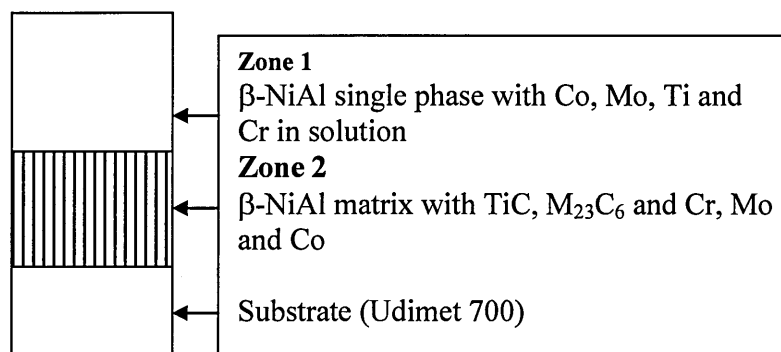 Zone 1
β-NiAl single phase with Co, Mo, Ti and
Cr in solution
Zone 2
β-NiAl matrix with TiC, M₂₃C₆ and Cr, Mo
and Co
Substrate (Udimet 700)